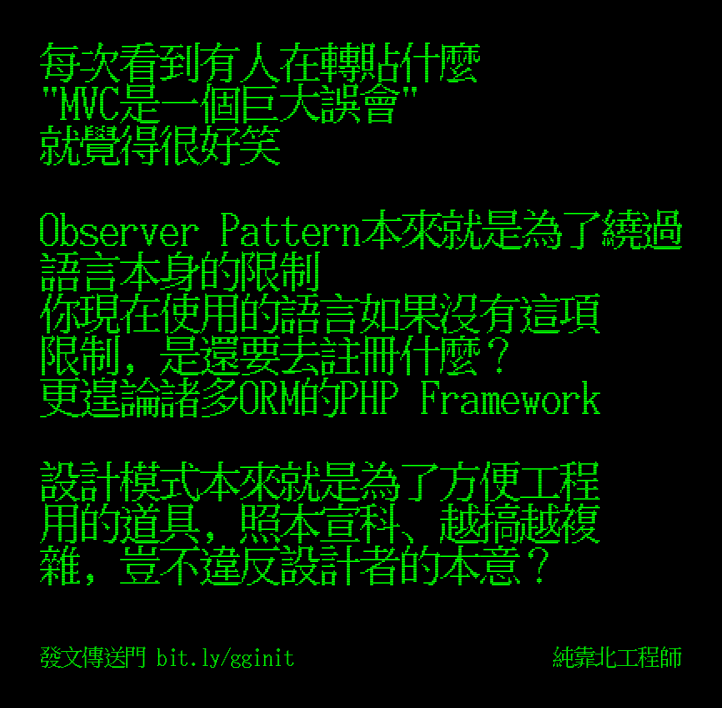 每次看到有人在轉貼什麼
"MVC是一個巨大誤會"
就覺得很好笑
Observer Pattern本來就是為了繞過
語言本身的限制
你現在使用的語言如果沒有這項
限制，是還要去註冊什麼？
更遑論諸多ORM的PHP Framework
設計模式本來就是為了方便工程
用的道具，照本宣科、越搞越複
雜，豈不違反設計者的本意？
發文傳送門 bit.ly/gginit
純靠北工程師